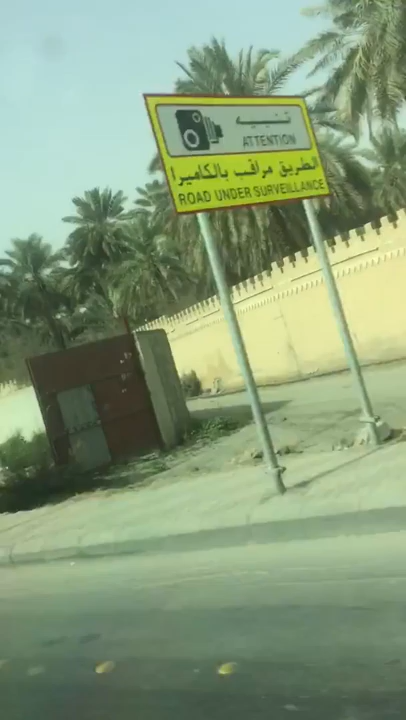 تنبيه
ATTENTION
الطريق مراقب بالكاميرا
ROAD UNDER SURVEILLANCE